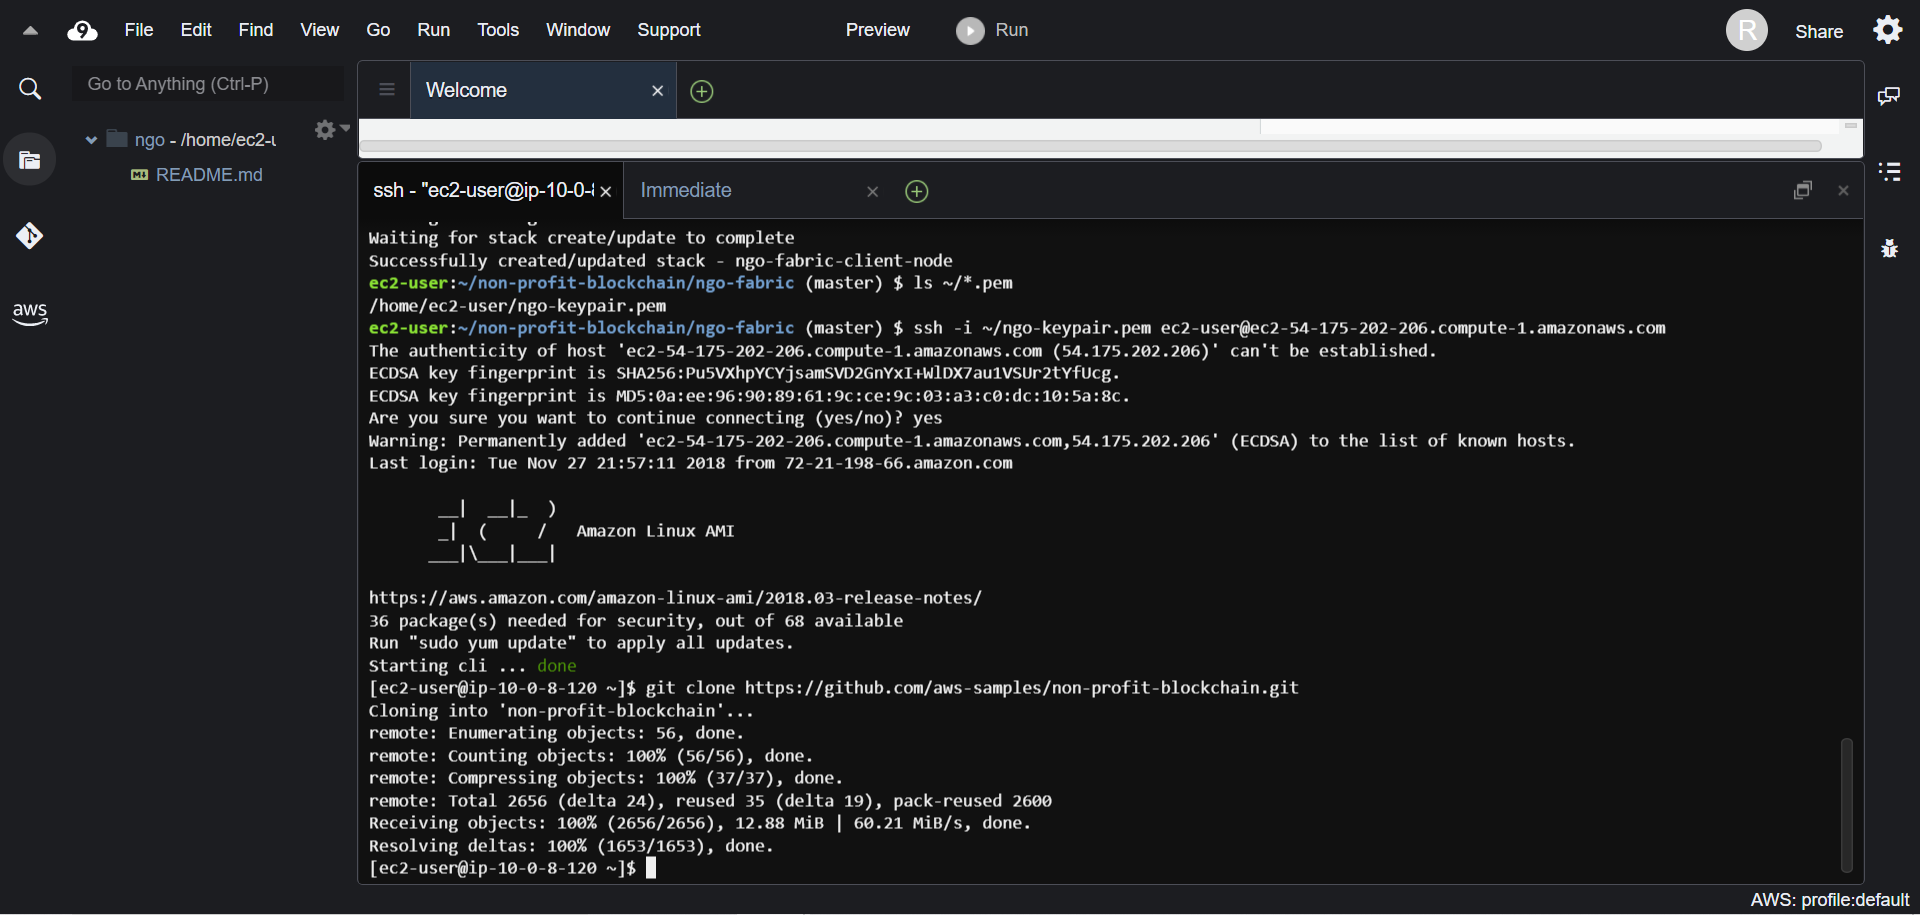 File Edit Find View Go Run Tools Window Support Preview Run R Share
Go to Anything (Ctrl-P)
Welcome
ngo - /home/ec2-u
README.md
aws
ssh - "ec2-user@ip-10-0-8
Immediate
Waiting for stack create/update to complete
Successfully created/updated stack - ngo-fabric-client-node
ec2-user:~/non-profit-blockchain/ngo-fabric (master) $ ls ~/*.pem
/home/ec2-user/ngo-keypair.pem
ec2-user:~/non-profit-blockchain/ngo-fabric (master) $ ssh -i ~/ngo-keypair.pem ec2-user@ec2-54-175-202-206.compute-1.amazonaws.com
The authenticity of host 'ec2-54-175-202-206.compute-1.amazonaws.com (54.175.202.206)' can't be established.
ECDSA key fingerprint is SHA256:Pu5VXhpYCYjsamSVD2GnYxI+WlDX7au1VSUr2tYfUcg.
ECDSA key fingerprint is MD5:0a:ee:96:90:89:61:9c:ce:9c:03:a3:c0:dc:10:5a:8c.
Are you sure you want to continue connecting (yes/no)? yes
Warning: Permanently added 'ec2-54-175-202-206.compute-1.amazonaws.com,54.175.202.206' (ECDSA) to the list of known hosts.
Last login: Tue Nov 27 21:57:11 2018 from 72-21-198-66.amazon.com
__|  __|_  )
_|  (     /   Amazon Linux AMI
___|\___|___|
https://aws.amazon.com/amazon-linux-ami/2018.03-release-notes/
36 package(s) needed for security, out of 68 available
Run "sudo yum update" to apply all updates.
Starting cli ... done
[ec2-user@ip-10-0-8-120 ~]$ git clone https://github.com/aws-samples/non-profit-blockchain.git
Cloning into 'non-profit-blockchain'...
remote: Enumerating objects: 56, done.
remote: Counting objects: 100% (56/56), done.
remote: Compressing objects: 100% (37/37), done.
remote: Total 2656 (delta 24), reused 35 (delta 19), pack-reused 2600
Receiving objects: 100% (2656/2656), 12.88 MiB | 60.21 MiB/s, done.
Resolving deltas: 100% (1653/1653), done.
[ec2-user@ip-10-0-8-120 ~]$
AWS: profile:default